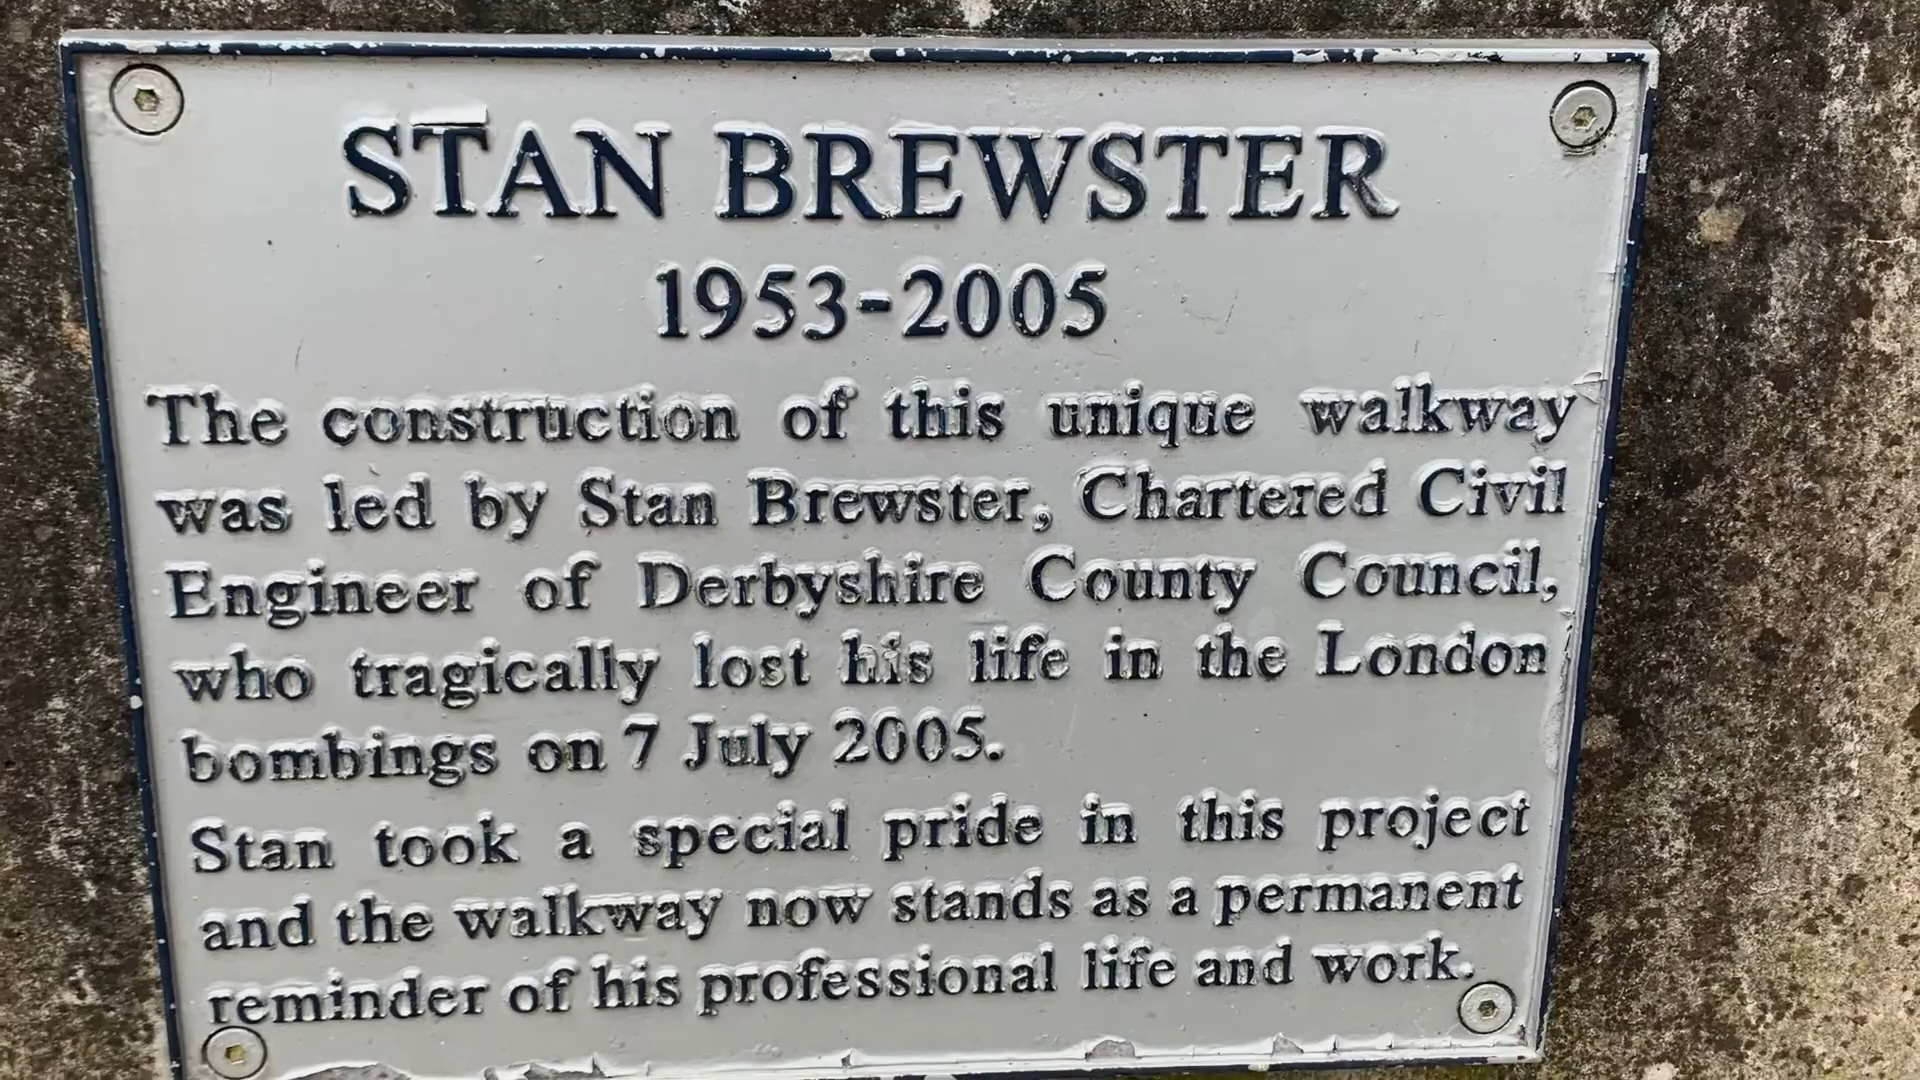 STAN BREWSTER
1953-2005
The construction of this unique walkway
was led by Stan Brewster, Chartered Civil
Engineer of Derbyshire County Council,
who tragically lost his life in the London
bombings on 7 July 2005.
Stan took a special pride in this project
and the walkway now stands as a permanent
reminder of his professional life and work.